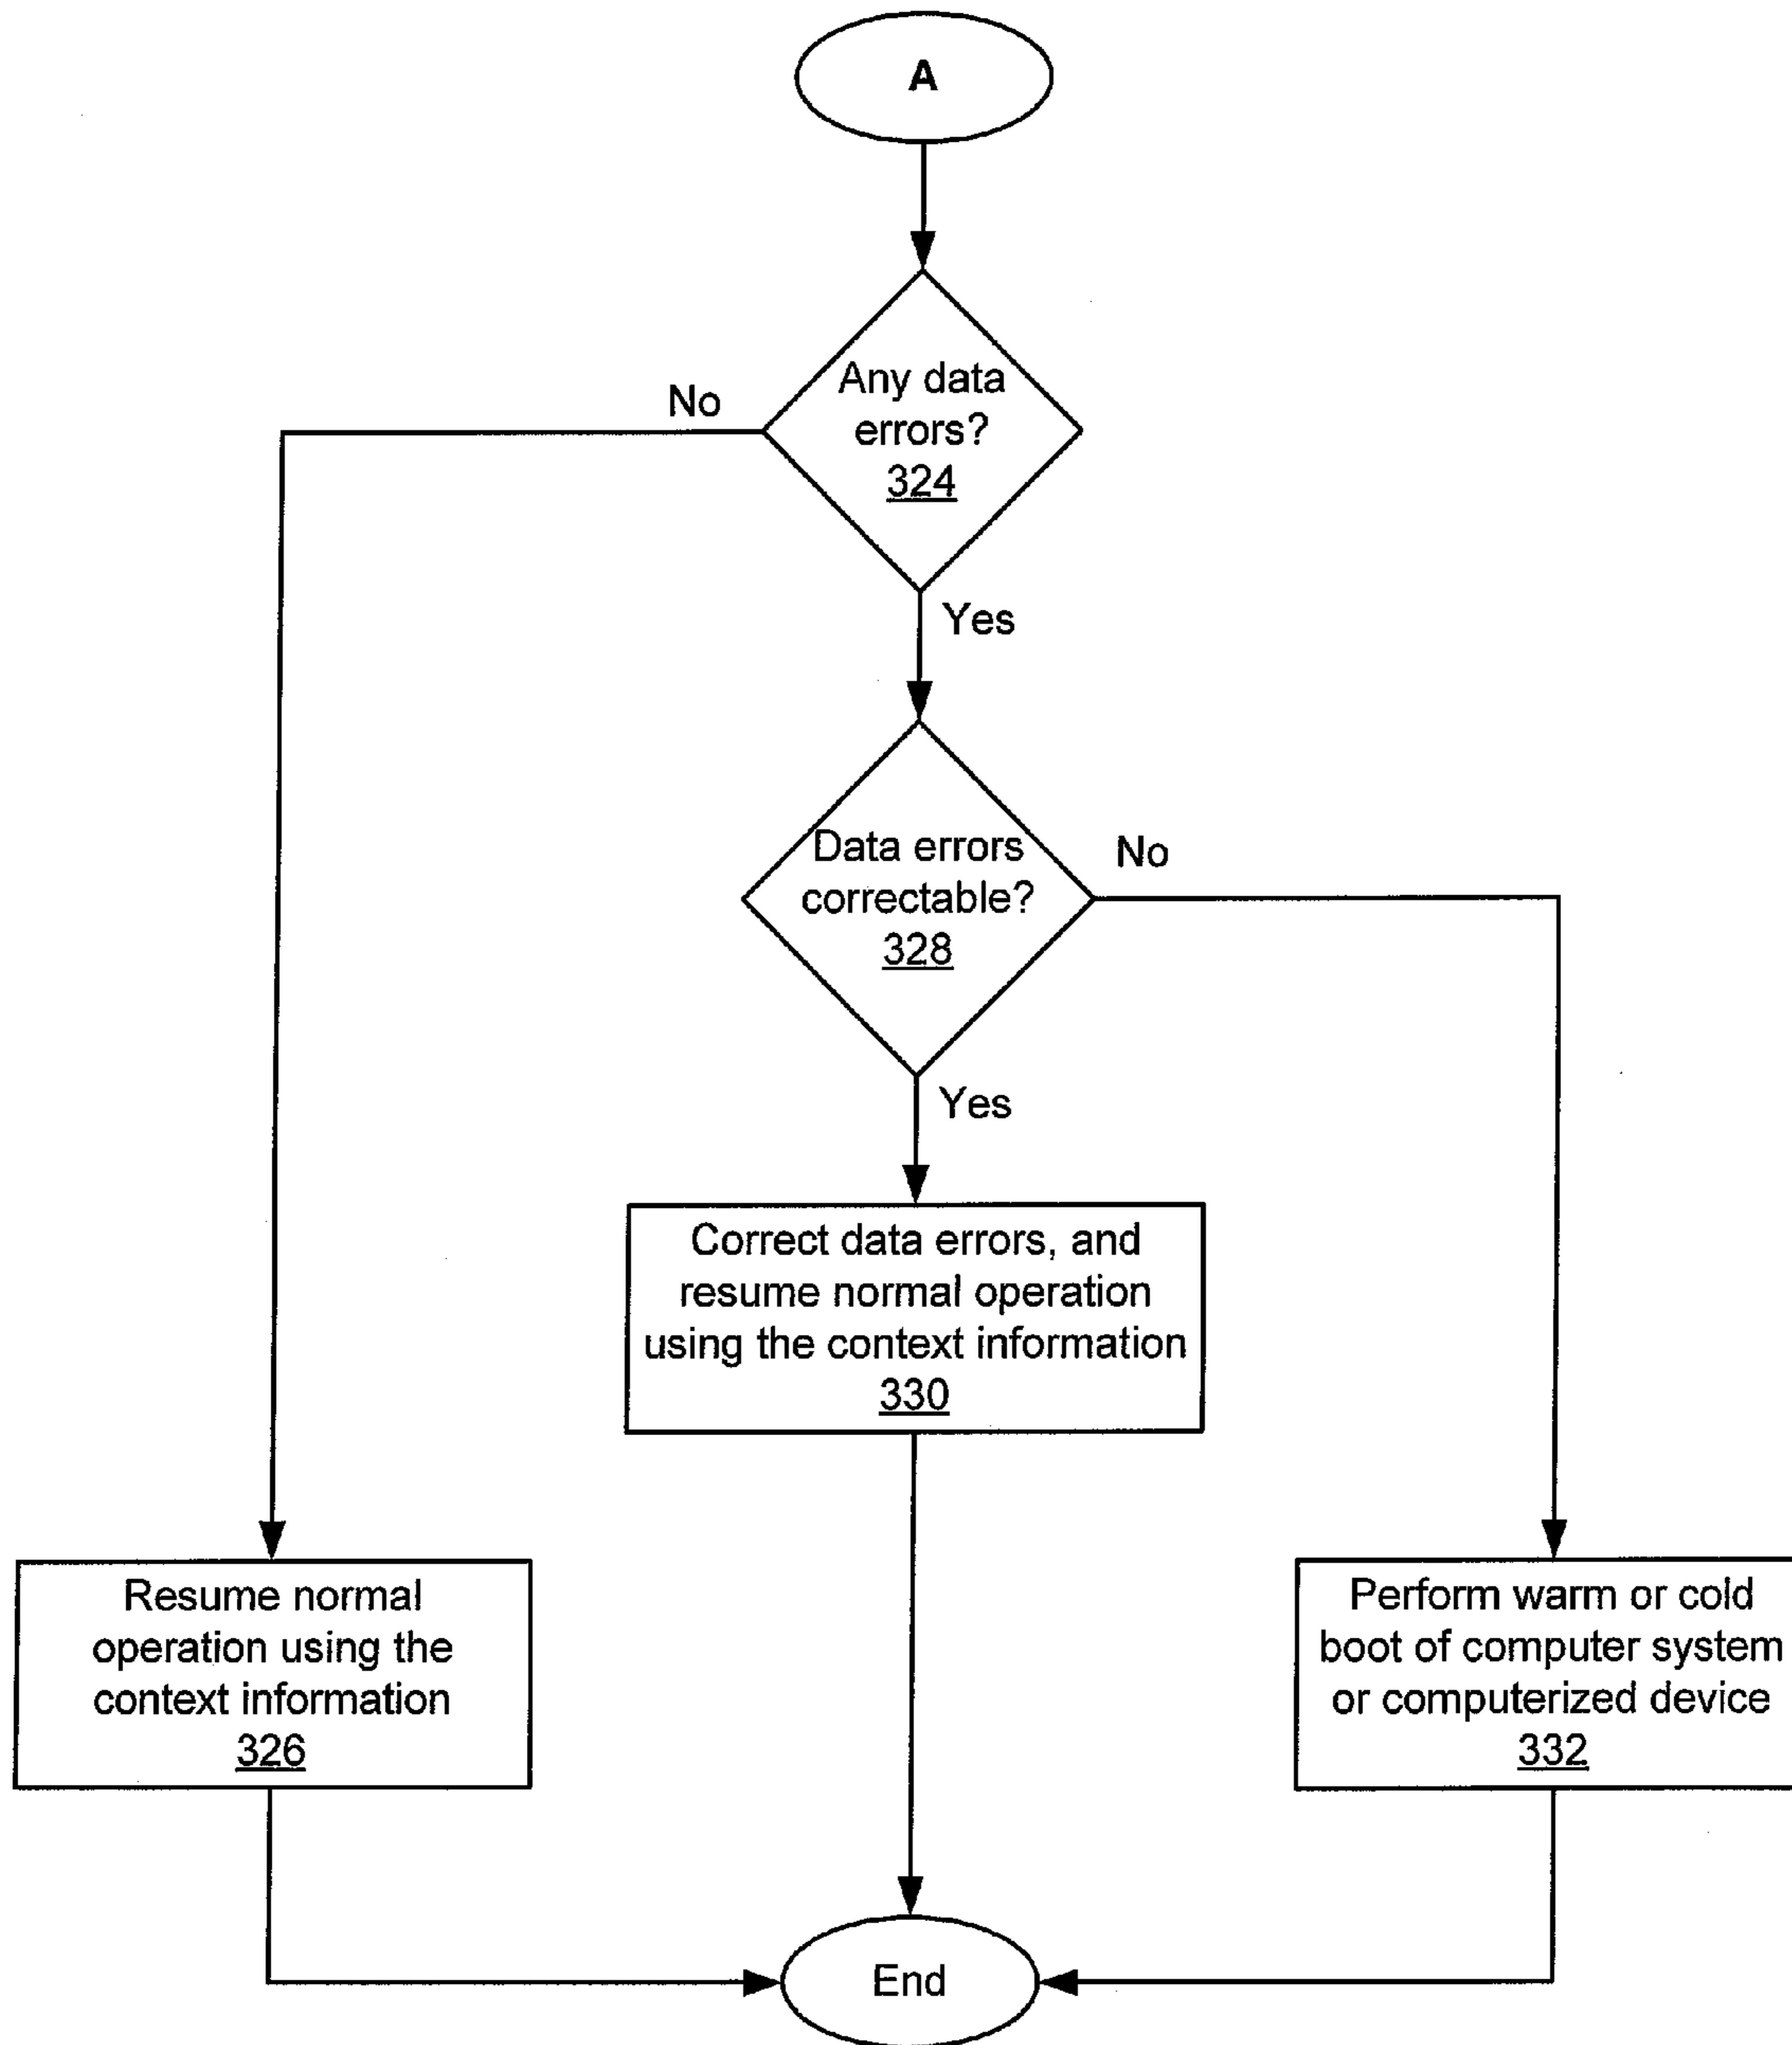 A
Any data
errors?
324
No
Yes
Data errors
correctable?
328
No
Yes
Correct data errors, and
resume normal operation
using the context information
330
Resume normal
operation using the
context information
326
Perform warm or cold
boot of computer system
or computerized device
332
End